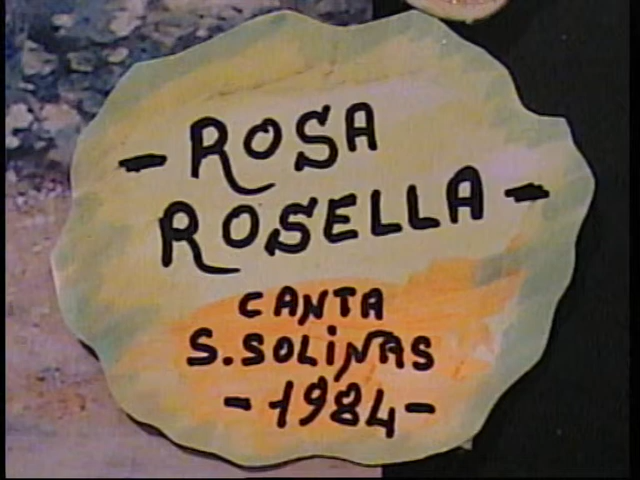 - ROSA
ROSELLA -
CANTA
S. SOLiNAS
- 1984 -